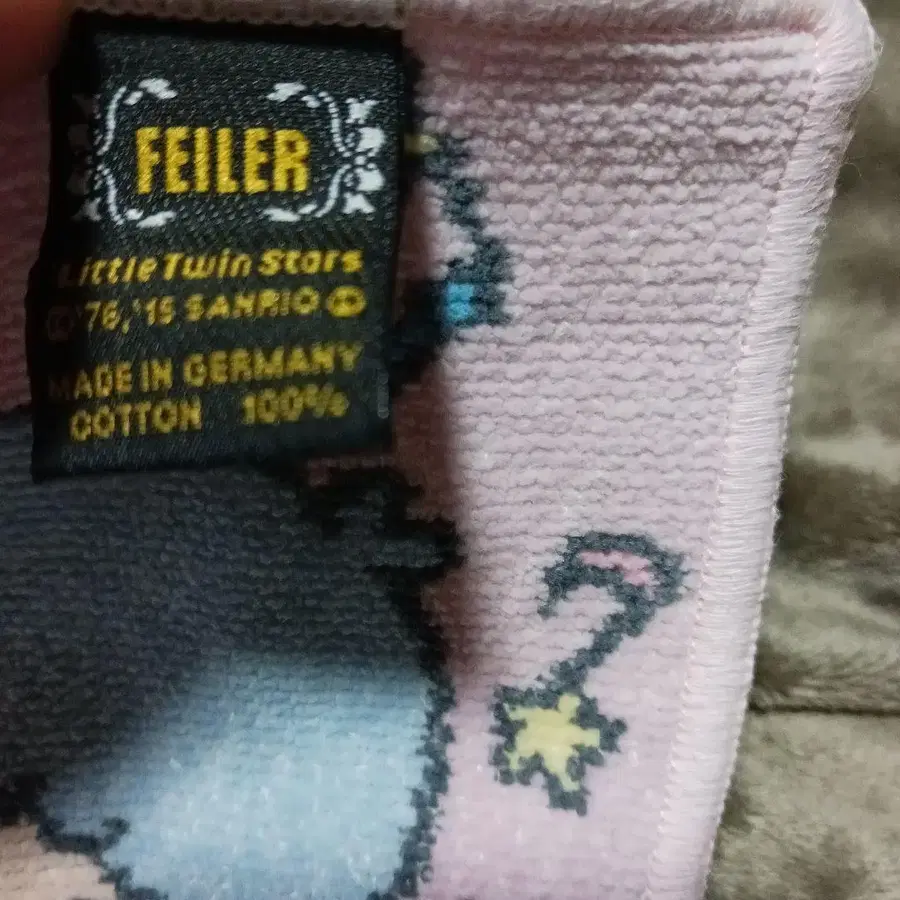 FEILER
Little Twin Stars
© '76, '15 SANRIO
MADE IN GERMANY
COTTON 100%